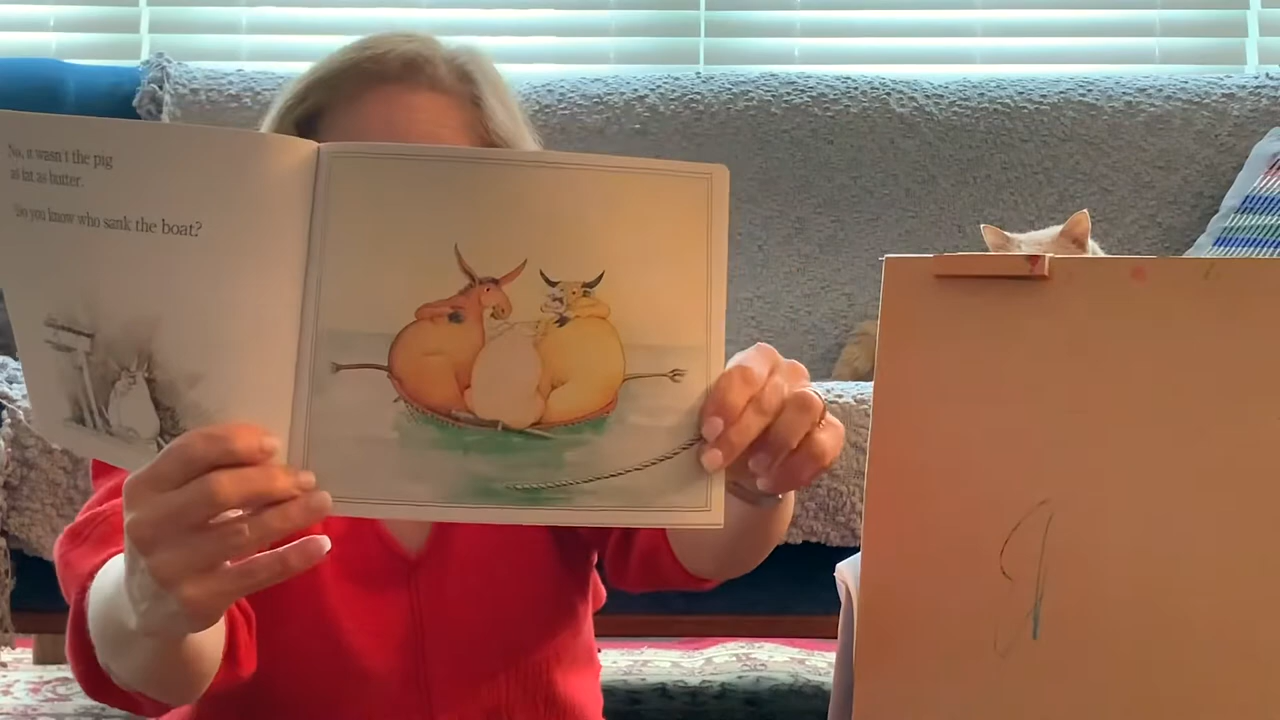 No, it wasn't the pig
as fat as butter.
Do you know who sank the boat?